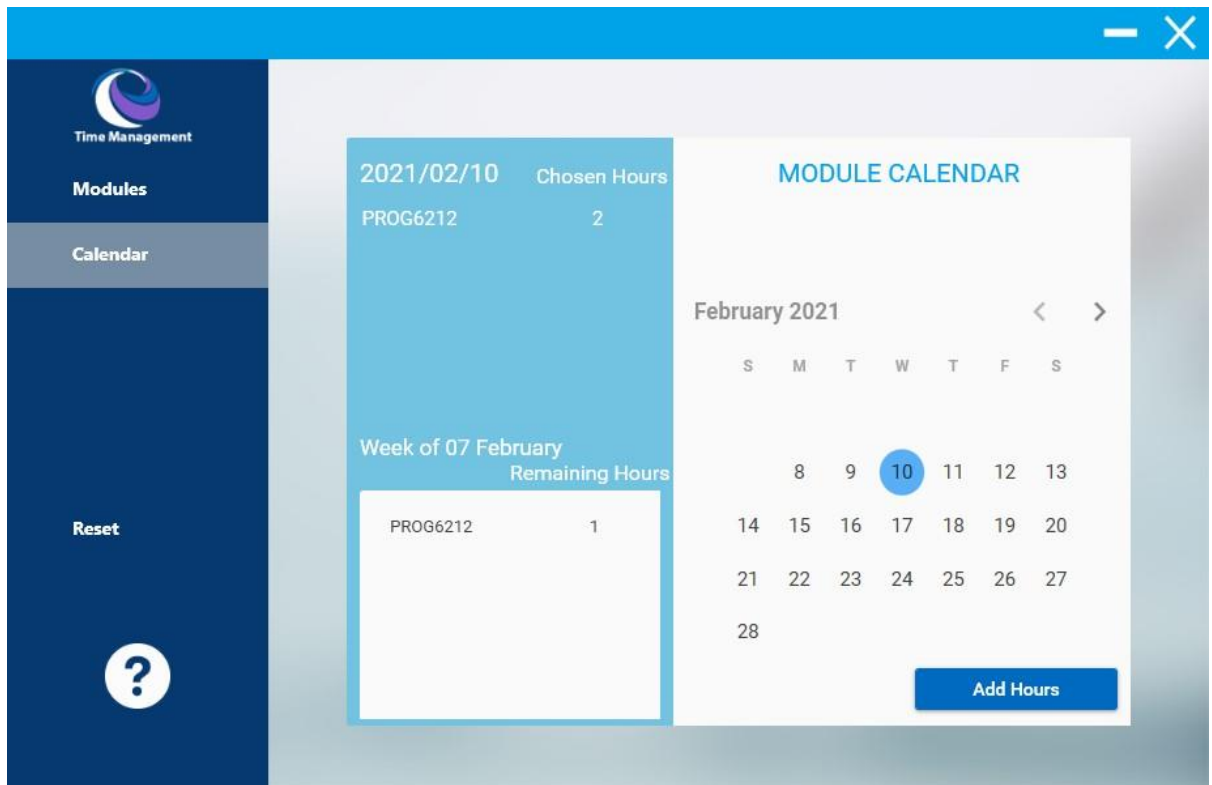 Time Management
Modules
Calendar
Reset
?
2021/02/10 Chosen Hours
PROG6212 2
Week of 07 February
Remaining Hours
PROG6212 1
MODULE CALENDAR
February 2021 < >
S M T W T F S
8 9 10 11 12 13
14 15 16 17 18 19 20
21 22 23 24 25 26 27
28
Add Hours